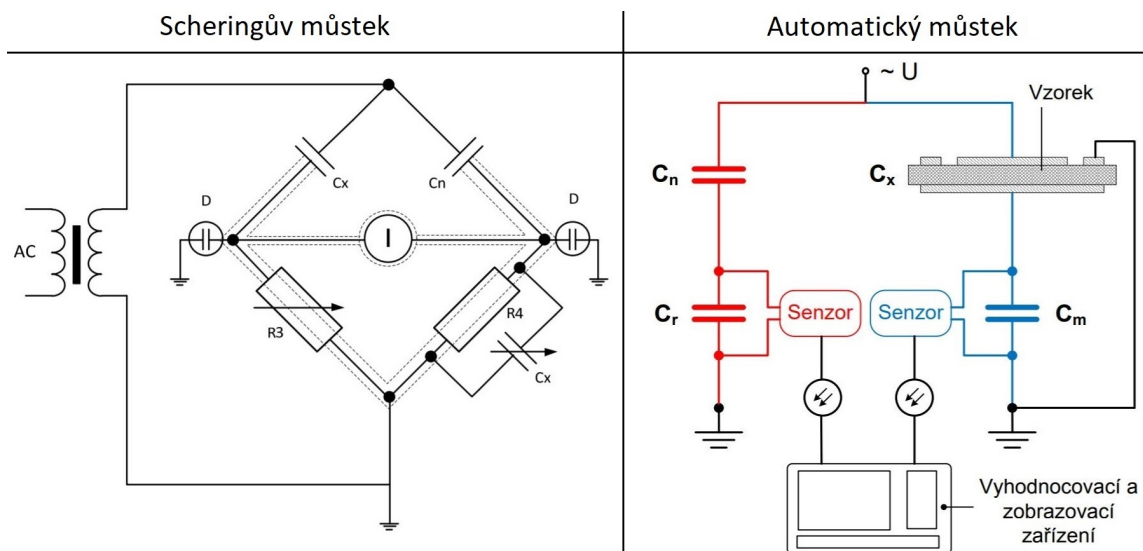 Scheringův můstek
Cx
Cn
D
D
I
AC
R3
R4
Cx
Automatický můstek
~ U
Vzorek
Cn
Cx
Cr
Senzor
Senzor
Cm
Vyhodnocovací a
zobrazovací
zařízení